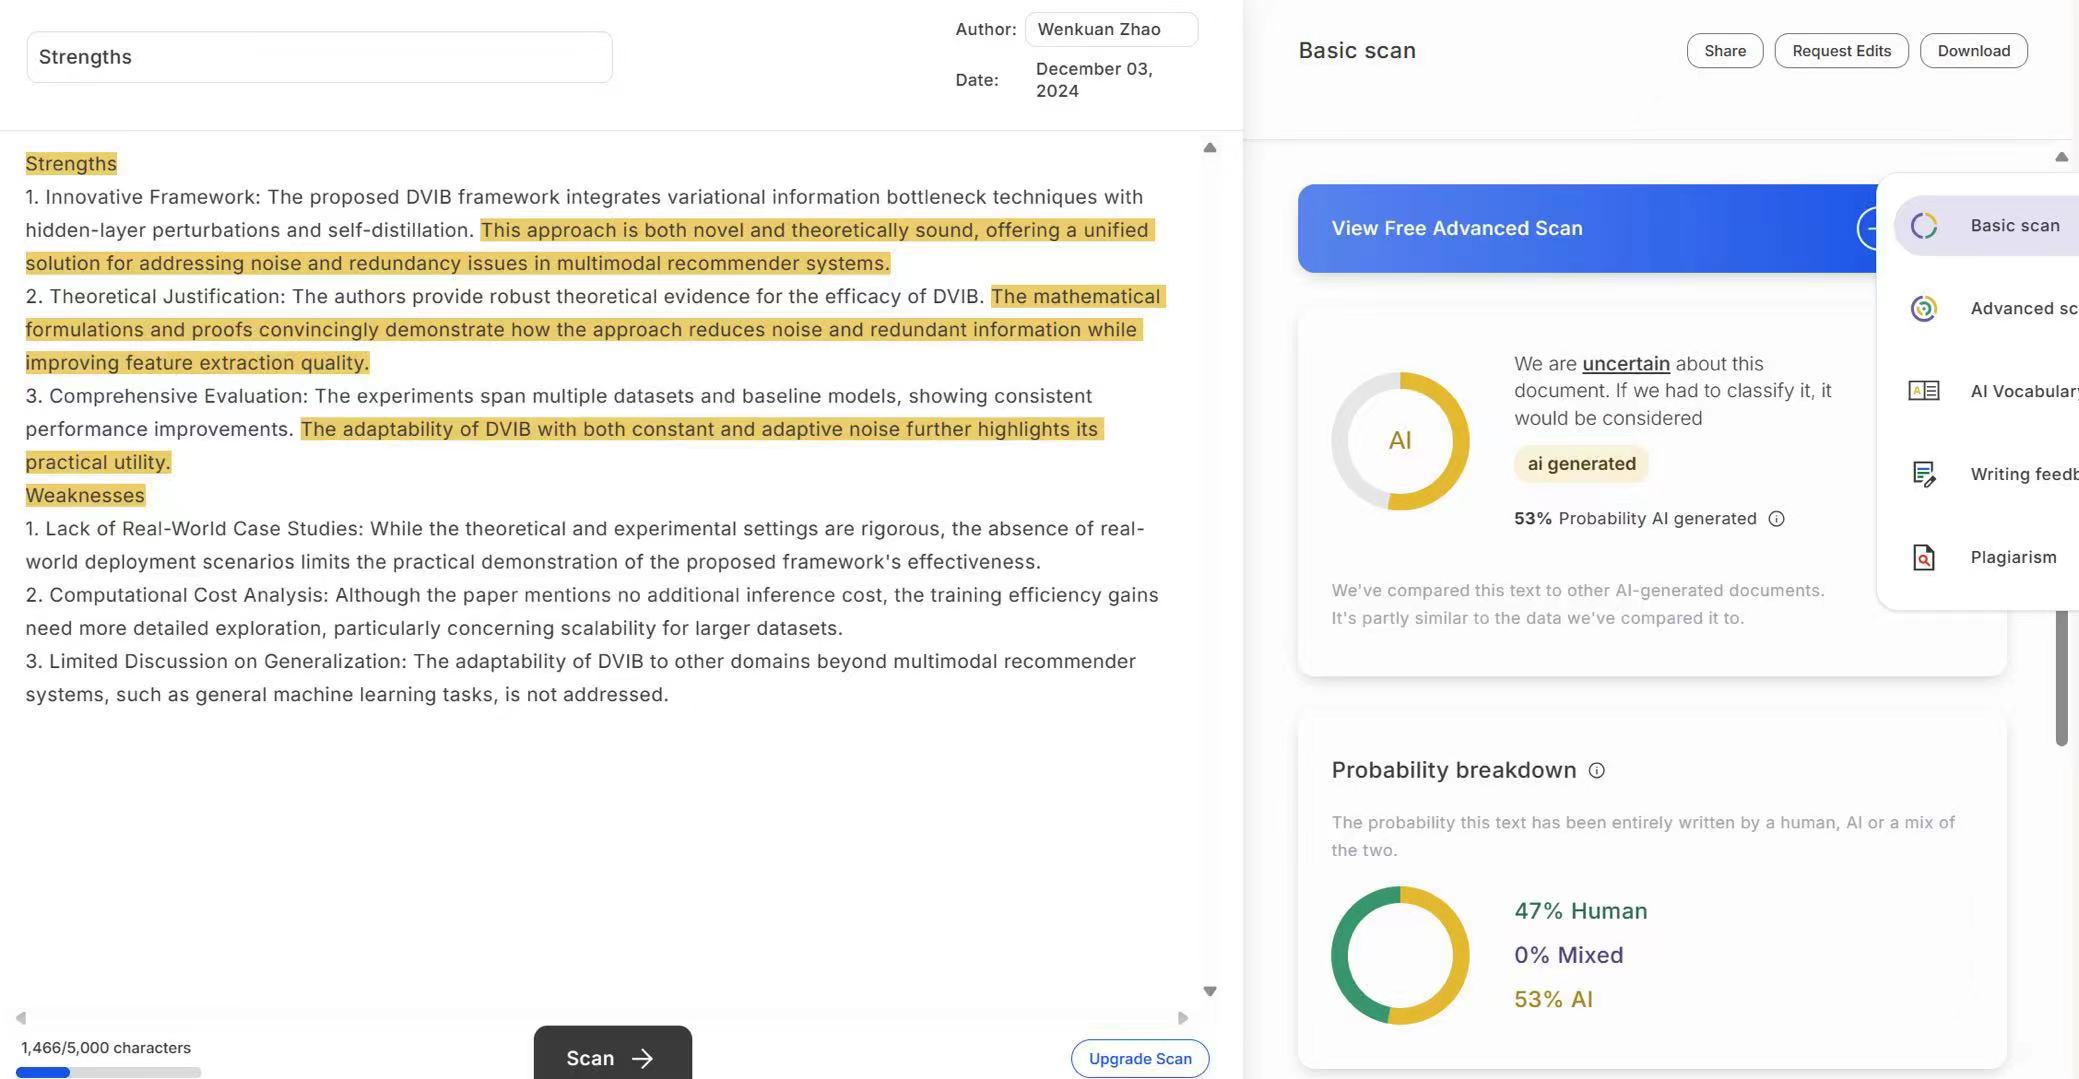 Strengths
Author: Wenkuan Zhao
Date: December 03,
2024
Strengths
1. Innovative Framework: The proposed DVIB framework integrates variational information bottleneck techniques with
hidden-layer perturbations and self-distillation. This approach is both novel and theoretically sound, offering a unified
solution for addressing noise and redundancy issues in multimodal recommender systems.
2. Theoretical Justification: The authors provide robust theoretical evidence for the efficacy of DVIB. The mathematical
formulations and proofs convincingly demonstrate how the approach reduces noise and redundant information while
improving feature extraction quality.
3. Comprehensive Evaluation: The experiments span multiple datasets and baseline models, showing consistent
performance improvements. The adaptability of DVIB with both constant and adaptive noise further highlights its
practical utility.
Weaknesses
1. Lack of Real-World Case Studies: While the theoretical and experimental settings are rigorous, the absence of real-
world deployment scenarios limits the practical demonstration of the proposed framework's effectiveness.
2. Computational Cost Analysis: Although the paper mentions no additional inference cost, the training efficiency gains
need more detailed exploration, particularly concerning scalability for larger datasets.
3. Limited Discussion on Generalization: The adaptability of DVIB to other domains beyond multimodal recommender
systems, such as general machine learning tasks, is not addressed.
1,466/5,000 characters
Scan
Upgrade Scan
Basic scan
Share
Request Edits
Download
View Free Advanced Scan
AI
We are uncertain about this
document. If we had to classify it, it
would be considered
ai generated
53% Probability AI generated
We've compared this text to other AI-generated documents.
It's partly similar to the data we've compared it to.
Probability breakdown
The probability this text has been entirely written by a human, AI or a mix of
the two.
47% Human
0% Mixed
53% AI
Basic scan
Advanced sc
AI Vocabulary
Writing feedb
Plagiarism